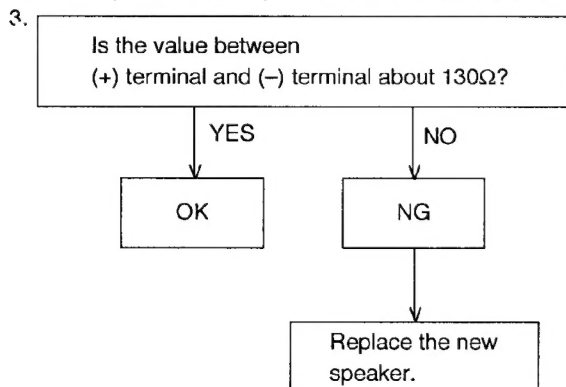 3.
Is the value between
(+) terminal and (–) terminal about 130Ω?
YES
NO
OK
NG
Replace the new
speaker.